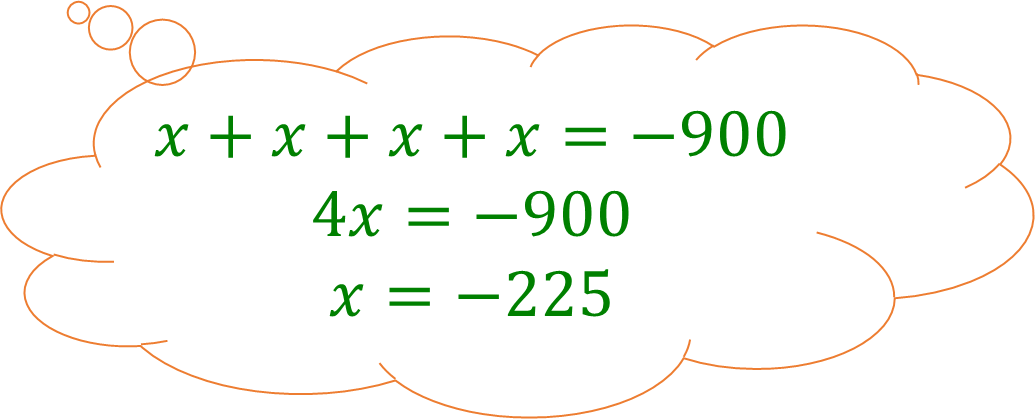 𝑥 + 𝑥 + 𝑥 + 𝑥 = −900
4𝑥 = −900
𝑥 = −225